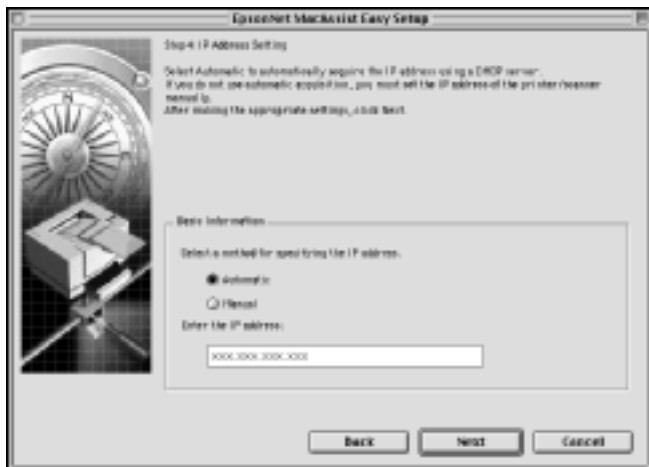 EpsonNet MacAssist Easy Setup
Step 4: IP Address Setting
Select Automatic to automatically acquire the IP address using a DHCP server.
If you do not use automatic acquisition, you must set the IP address of the printer/scanner
manually.
After making the appropriate settings, click Next.
Basic Information
Select a method for specifying the IP address.
Automatic
Manual
Enter the IP address:
XXX.XXX.XXX.XXX
Back
Next
Cancel